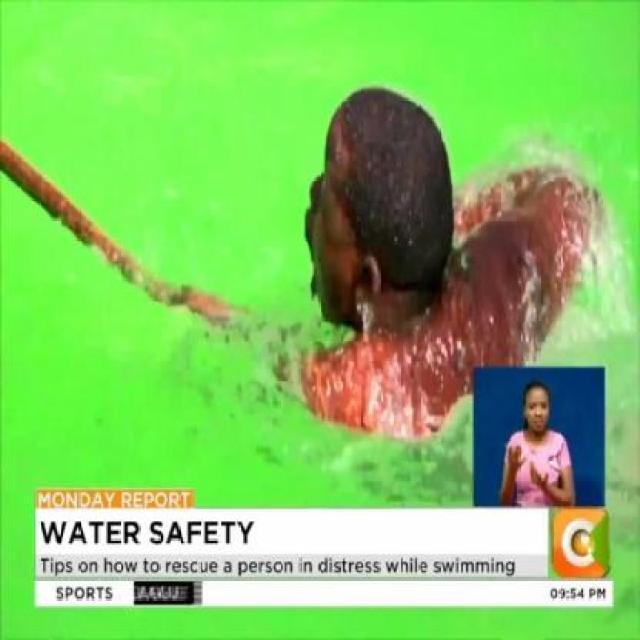 MONDAY REPORT
WATER SAFETY
Tips on how to rescue a person in distress while swimming
SPORTS
09:54 PM